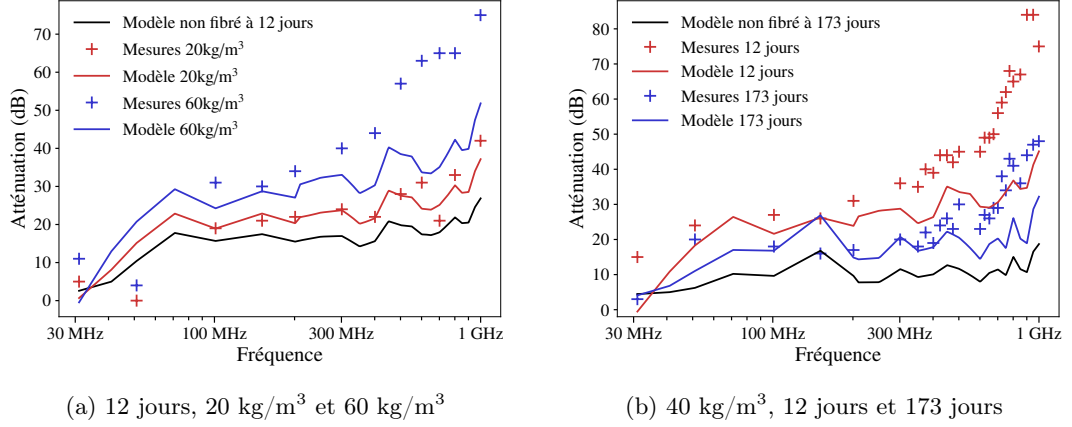 Modèle non fibré à 12 jours
Mesures 20kg/m³
Modèle 20kg/m³
Mesures 60kg/m³
Modèle 60kg/m³
Atténuation (dB)
70
60
50
40
30
20
10
0
30 MHz
100 MHz
300 MHz
1 GHz
Fréquence
(a) 12 jours, 20 kg/m³ et 60 kg/m³
Modèle non fibré à 173 jours
Mesures 12 jours
Modèle 12 jours
Mesures 173 jours
Modèle 173 jours
Atténuation (dB)
80
70
60
50
40
30
20
10
0
30 MHz
100 MHz
300 MHz
1 GHz
Fréquence
(b) 40 kg/m³, 12 jours et 173 jours